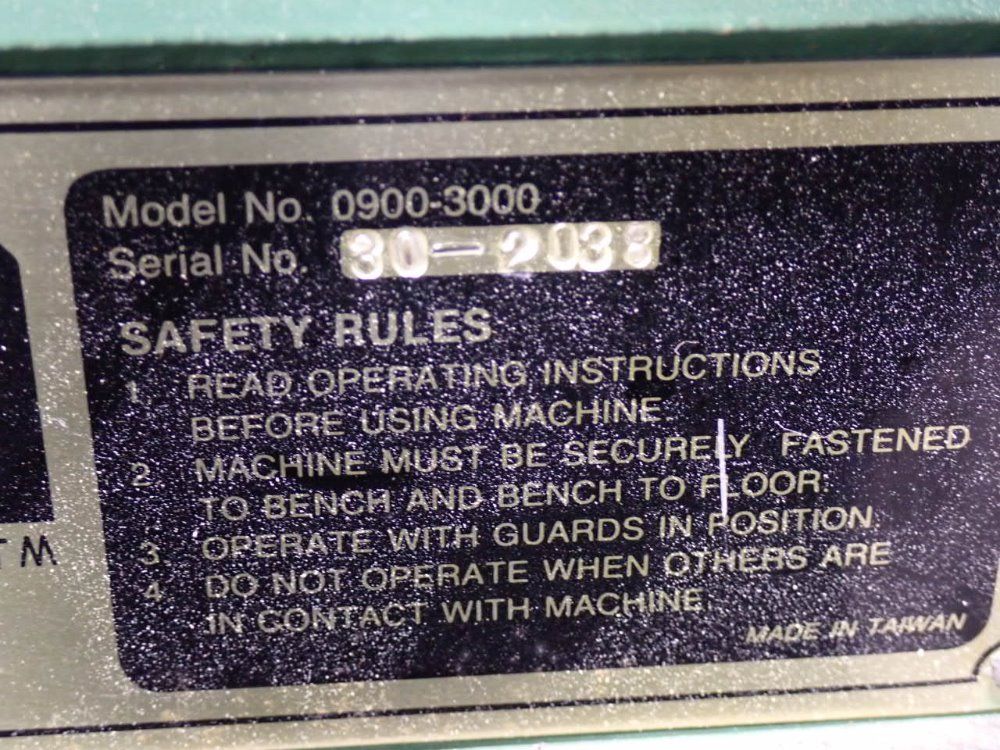 Model No. 0900-3000
Serial No. 30-2038
SAFETY RULES
1 READ OPERATING INSTRUCTIONS
BEFORE USING MACHINE.
2 MACHINE MUST BE SECURELY FASTENED
TO BENCH AND BENCH TO FLOOR.
3 OPERATE WITH GUARDS IN POSITION.
4 DO NOT OPERATE WHEN OTHERS ARE
IN CONTACT WITH MACHINE.
MADE IN TAIWAN
TM